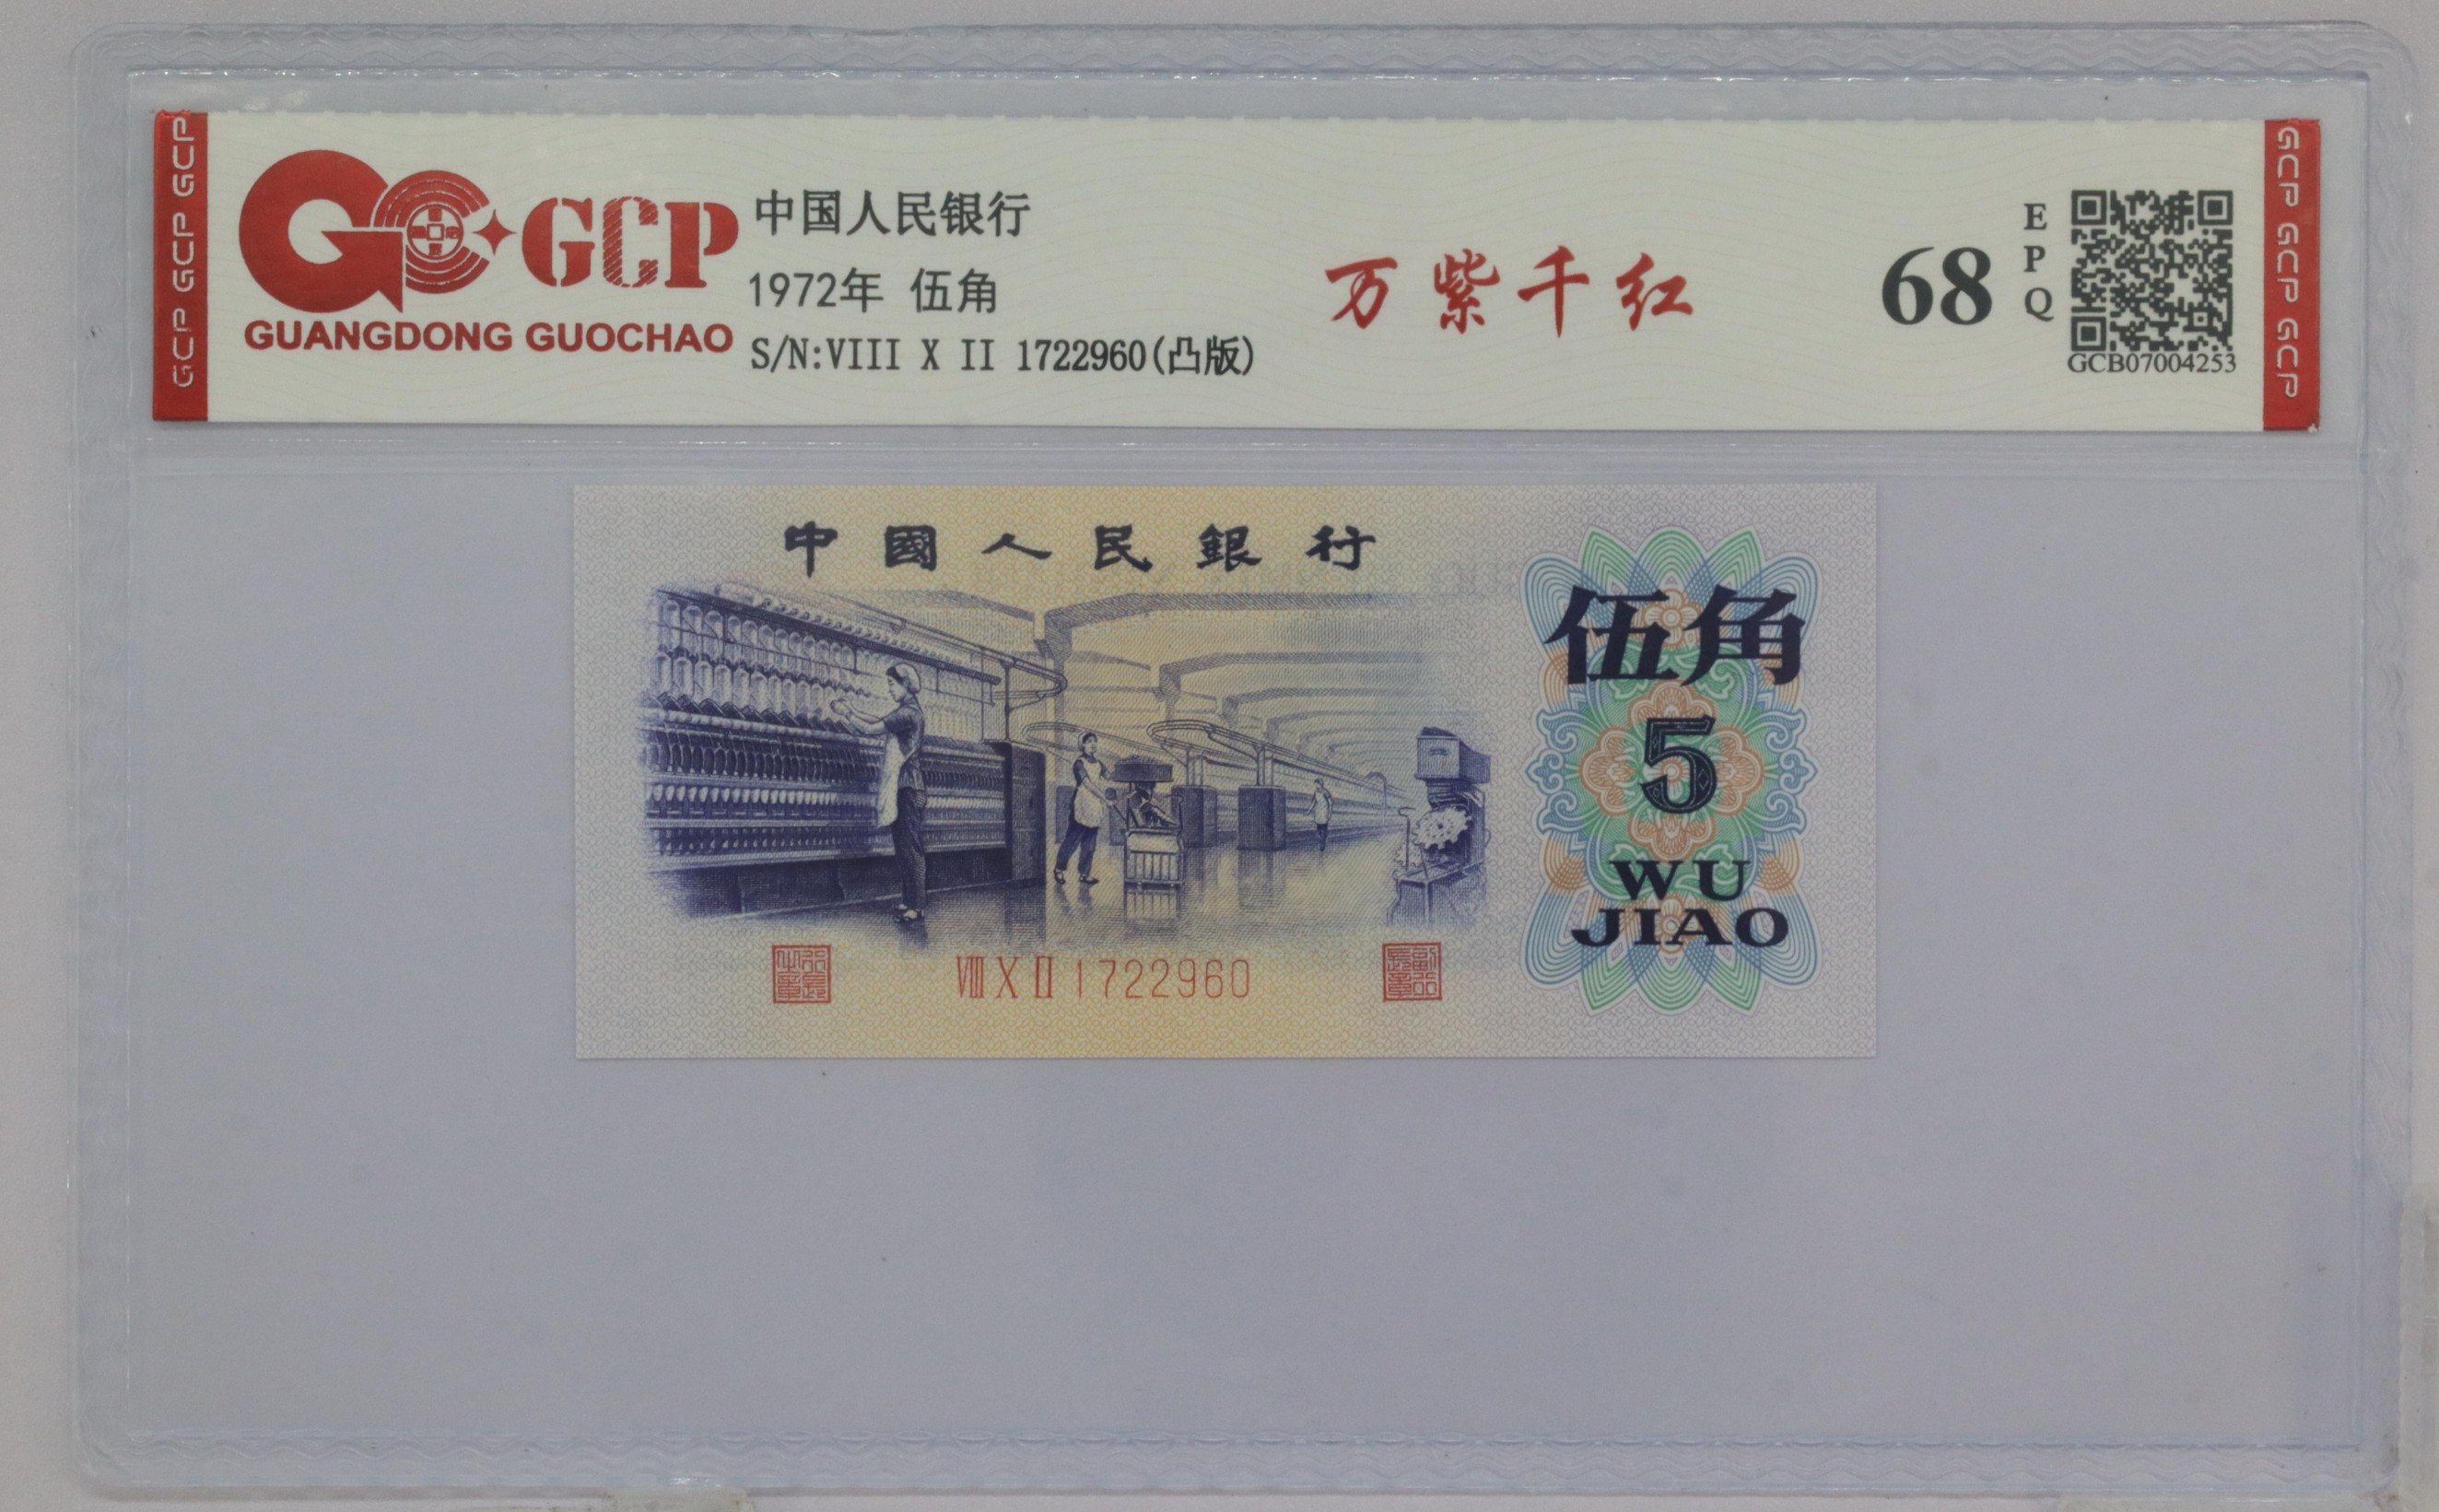 GCP GCP GCP
GCP
GUANGDONG GUOCHAO
中国人民银行
1972年 伍角
S/N:VIII X II 1722960(凸版)
万紫千红
68
EPQ
GCB07004253
GCP GCP GCP
中國人民銀行
伍角
5
WU
JIAO
VIII X II 1722960